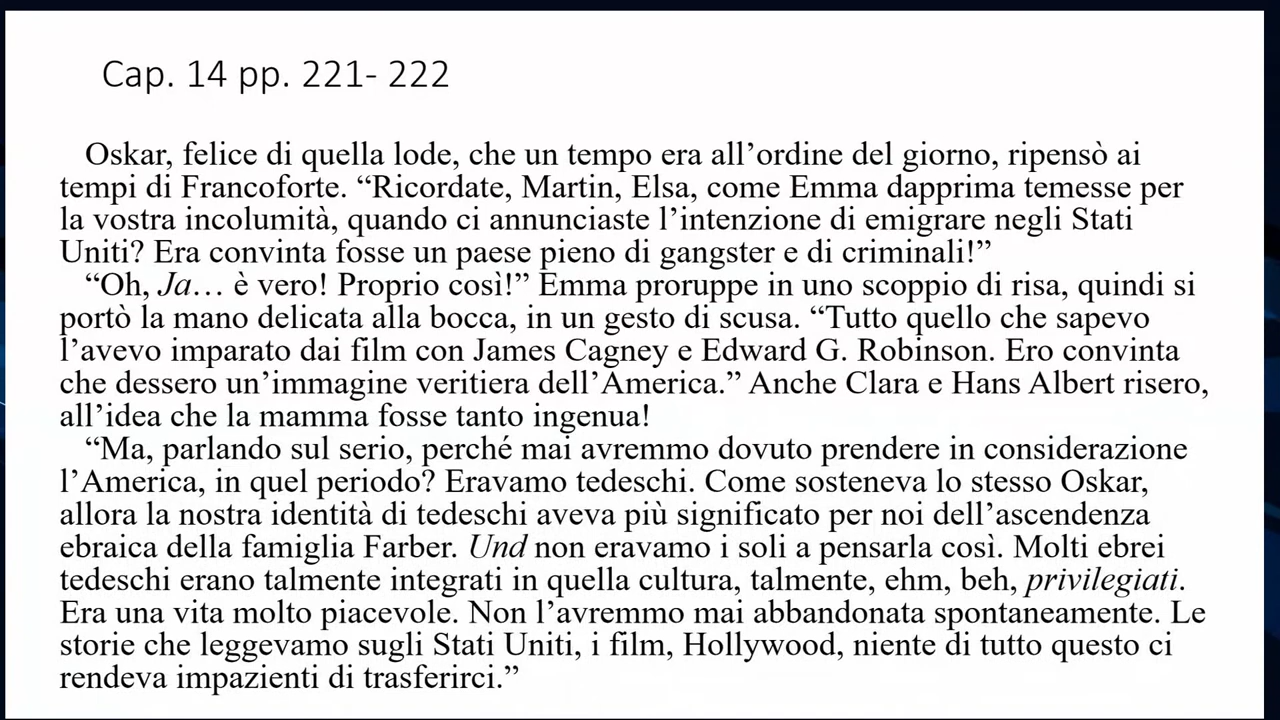 Cap. 14 pp. 221- 222
Oskar, felice di quella lode, che un tempo era all’ordine del giorno, ripensò ai
tempi di Francoforte. “Ricordate, Martin, Elsa, come Emma dapprima temesse per
la vostra incolumità, quando ci annunciaste l’intenzione di emigrare negli Stati
Uniti? Era convinta fosse un paese pieno di gangster e di criminali!”
“Oh, Ja… è vero! Proprio così!” Emma proruppe in uno scoppio di risa, quindi si
portò la mano delicata alla bocca, in un gesto di scusa. “Tutto quello che sapevo
l’avevo imparato dai film con James Cagney e Edward G. Robinson. Ero convinta
che dessero un’immagine veritiera dell’America.” Anche Clara e Hans Albert risero,
all’idea che la mamma fosse tanto ingenua!
“Ma, parlando sul serio, perché mai avremmo dovuto prendere in considerazione
l’America, in quel periodo? Eravamo tedeschi. Come sosteneva lo stesso Oskar,
allora la nostra identità di tedeschi aveva più significato per noi dell’ascendenza
ebraica della famiglia Farber. Und non eravamo i soli a pensarla così. Molti ebrei
tedeschi erano talmente integrati in quella cultura, talmente, ehm, beh, privilegiati.
Era una vita molto piacevole. Non l’avremmo mai abbandonata spontaneamente. Le
storie che leggevamo sugli Stati Uniti, i film, Hollywood, niente di tutto questo ci
rendeva impazienti di trasferirci.”